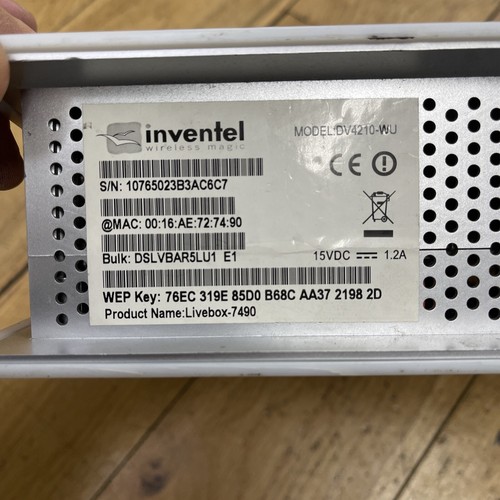 inventel
wireless magic
MODEL:DV4210-WU
S/N: 10765023B3AC6C7
@MAC: 00:16:AE:72:74:90
Bulk: DSLVBAR5LU1 E1
15VDC 1.2A
WEP Key: 76EC 319E 85D0 B68C AA37 2198 2D
Product Name:Livebox-7490